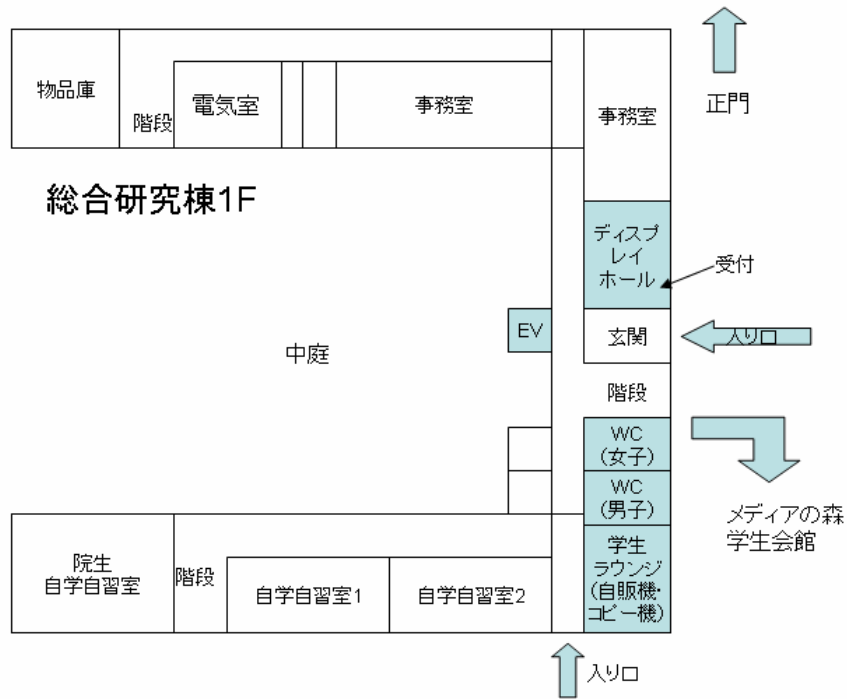 正門
物品庫
階段
電気室
事務室
事務室
総合研究棟1F
ディスプ
レイ
ホール
受付
EV
玄関
入り口
中庭
階段
WC
(女子)
WC
(男子)
メディアの森
学生会館
院生
自学自習室
階段
自学自習室1
自学自習室2
学生
ラウンジ
(自販機・
コピー機)
入り口